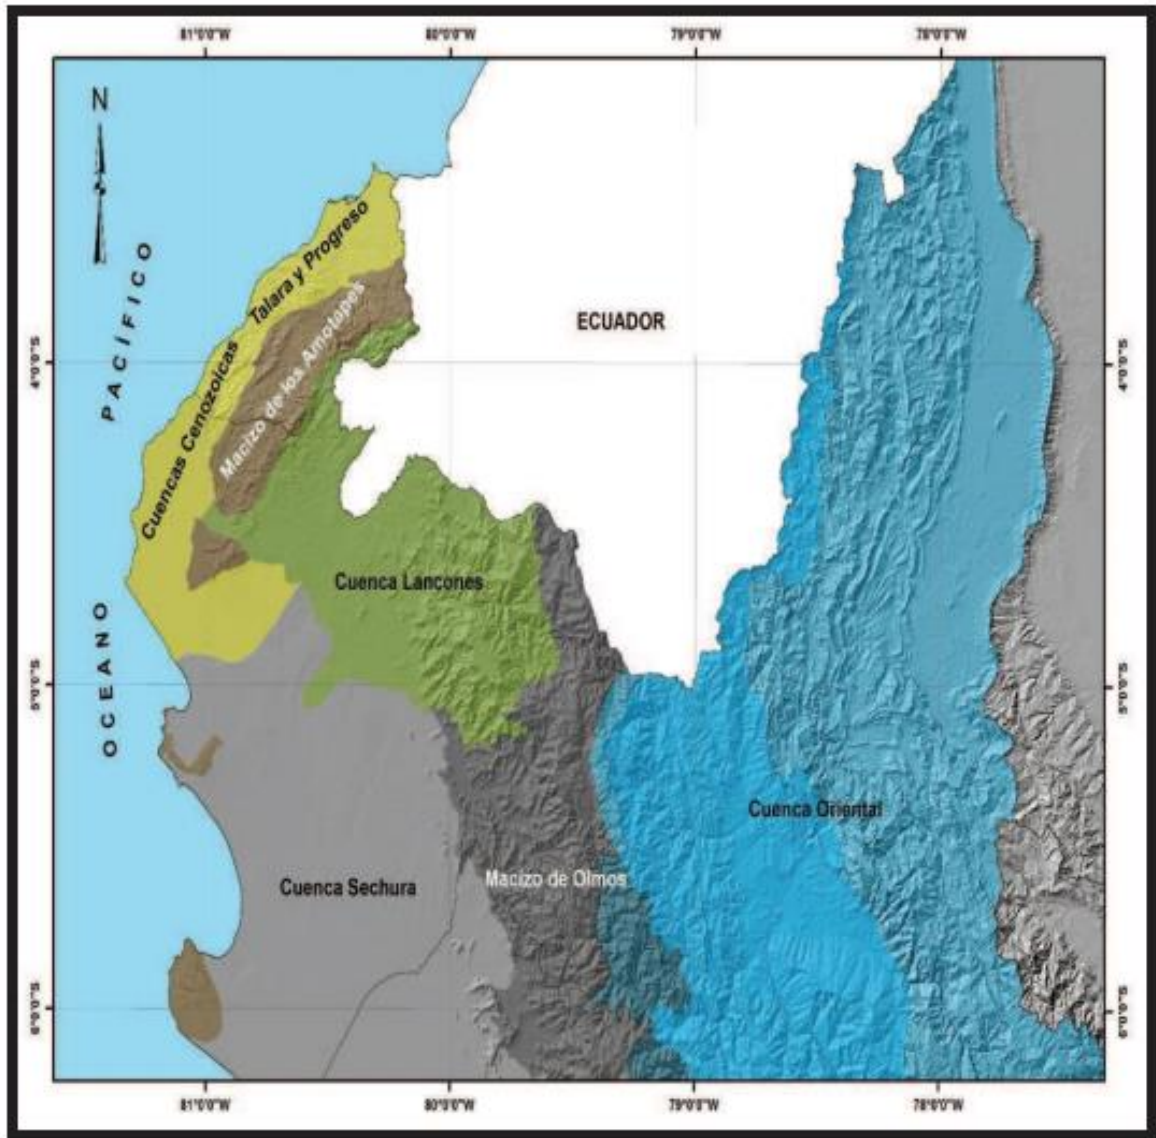 81°0'0"W 80°0'0"W 79°0'0"W 78°0'0"W
N
PACÍFICO
OCEANO
Cuencas Cenozoicas Talara y Progreso
Macizo de los Amotapes
ECUADOR
4°0'0"S 4°0'0"S
Cuenca Lancones
5°0'0"S 5°0'0"S
Cuenca Oriental
Macizo de Olmos
Cuenca Sechura
6°0'0"S 6°0'0"S
81°0'0"W 80°0'0"W 79°0'0"W 78°0'0"W